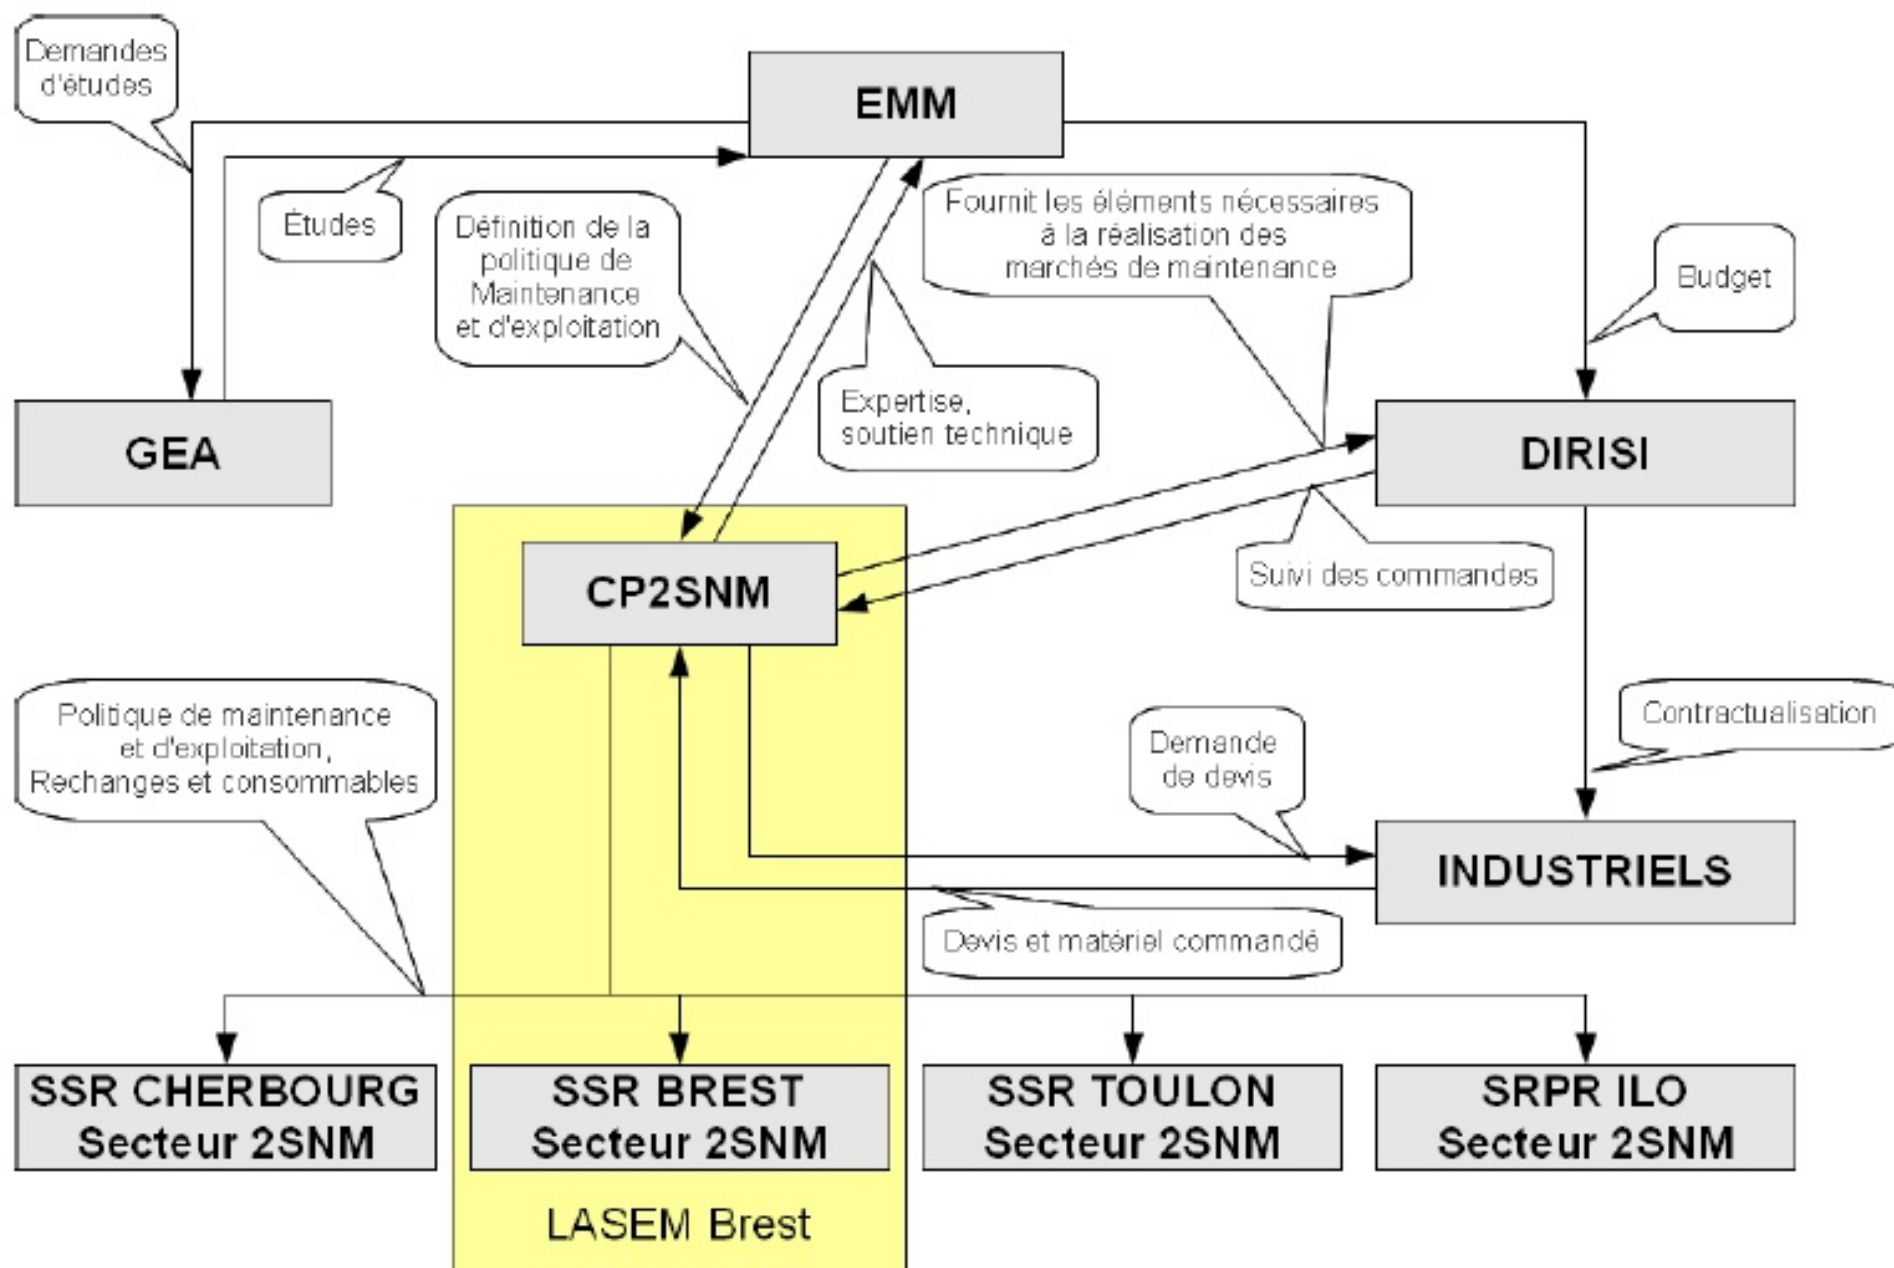 Demandes
d'études
EMM
Études
Définition de la
politique de
Maintenance
et d'exploitation
Fournit les éléments nécessaires
à la réalisation des
marchés de maintenance
Budget
Expertise,
soutien technique
GEA
DIRISI
CP2SNM
Suivi des commandes
Politique de maintenance
et d'exploitation,
Rechanges et consommables
Demande
de devis
Contractualisation
INDUSTRIELS
Devis et matériel commandé
SSR CHERBOURG
Secteur 2SNM
SSR BREST
Secteur 2SNM
SSR TOULON
Secteur 2SNM
SRPR ILO
Secteur 2SNM
LASEM Brest